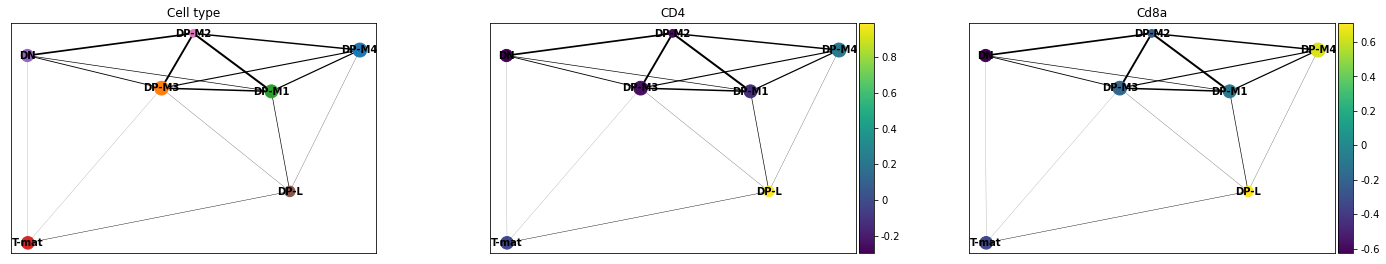 Cell type
DN
DP-M2
DP-M4
DP-M3
DP-M1
DP-L
T-mat
CD4
DN
DP-M2
DP-M4
DP-M3
DP-M1
DP-L
T-mat
0.8
0.6
0.4
0.2
0
-0.2
Cd8a
DN
DP-M2
DP-M4
DP-M3
DP-M1
DP-L
T-mat
0.6
0.4
0.2
0
-0.2
-0.4
-0.6